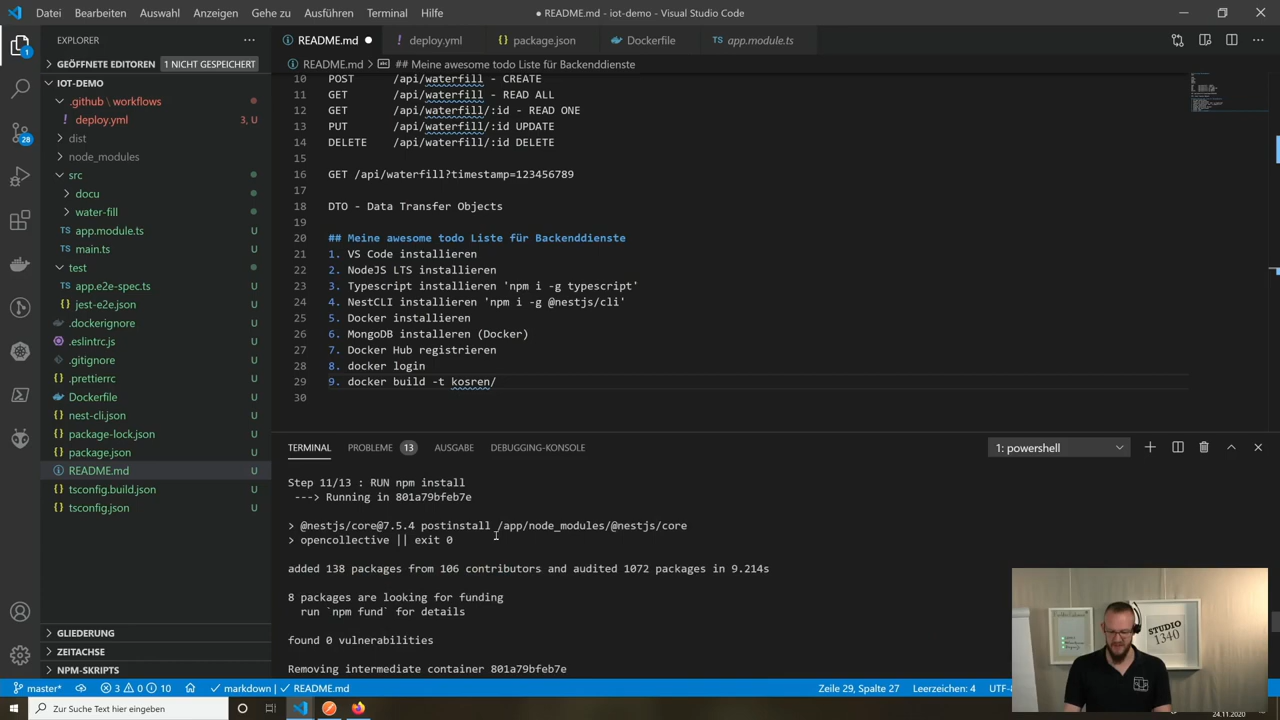 Datei Bearbeiten Auswahl Anzeigen Gehe zu Ausführen Terminal Hilfe
● README.md - iot-demo - Visual Studio Code
EXPLORER
README.md deploy.yml package.json Dockerfile app.module.ts
GEÖFFNETE EDITOREN 1 NICHT GESPEICHERT
README.md > ## Meine awesome todo Liste für Backenddienste
IOT-DEMO
.github \ workflows
deploy.yml 3, U
dist
node_modules
src
docu
water-fill
app.module.ts U
main.ts U
test
app.e2e-spec.ts U
jest-e2e.json U
.dockerignore U
.eslintrc.js U
.gitignore U
.prettierrc U
Dockerfile U
nest-cli.json U
package-lock.json U
package.json U
README.md U
tsconfig.build.json U
tsconfig.json U
GLIEDERUNG
ZEITACHSE
NPM-SKRIPTS
1
28
10 POST /api/waterfill - CREATE
11 GET /api/waterfill - READ ALL
12 GET /api/waterfill/:id - READ ONE
13 PUT /api/waterfill/:id UPDATE
14 DELETE /api/waterfill/:id DELETE
15
16 GET /api/waterfill?timestamp=123456789
17
18 DTO - Data Transfer Objects
19
20 ## Meine awesome todo Liste für Backenddienste
21 1. VS Code installieren
22 2. NodeJS LTS installieren
23 3. Typescript installieren 'npm i -g typescript'
24 4. NestCLI installieren 'npm i -g @nestjs/cli'
25 5. Docker installieren
26 6. MongoDB installeren (Docker)
27 7. Docker Hub registrieren
28 8. docker login
29 9. docker build -t kosren/
30
TERMINAL PROBLEME 13 AUSGABE DEBUGGING-KONSOLE 1: powershell
Step 11/13 : RUN npm install
---> Running in 801a79bfeb7e
> @nestjs/core@7.5.4 postinstall /app/node_modules/@nestjs/core
> opencollective || exit 0
added 138 packages from 106 contributors and audited 1072 packages in 9.214s
8 packages are looking for funding
run `npm fund` for details
found 0 vulnerabilities
Removing intermediate container 801a79bfeb7e
STUDIO
1340
master* 3 0 10 markdown | README.md Zeile 29, Spalte 27 Leerzeichen: 4 UTF-8
Zur Suche Text hier eingeben
24.11.2020